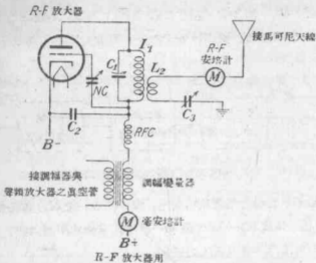 R-F 放大器
接馬可尼天線
L1
R-F
安培計
C1
L2
M
NC
C3
C2
RFC
B-
接調幅器與
聲頻放大器之真空管
調幅變量器
M
毫安培計
B+
R-F 放大器用